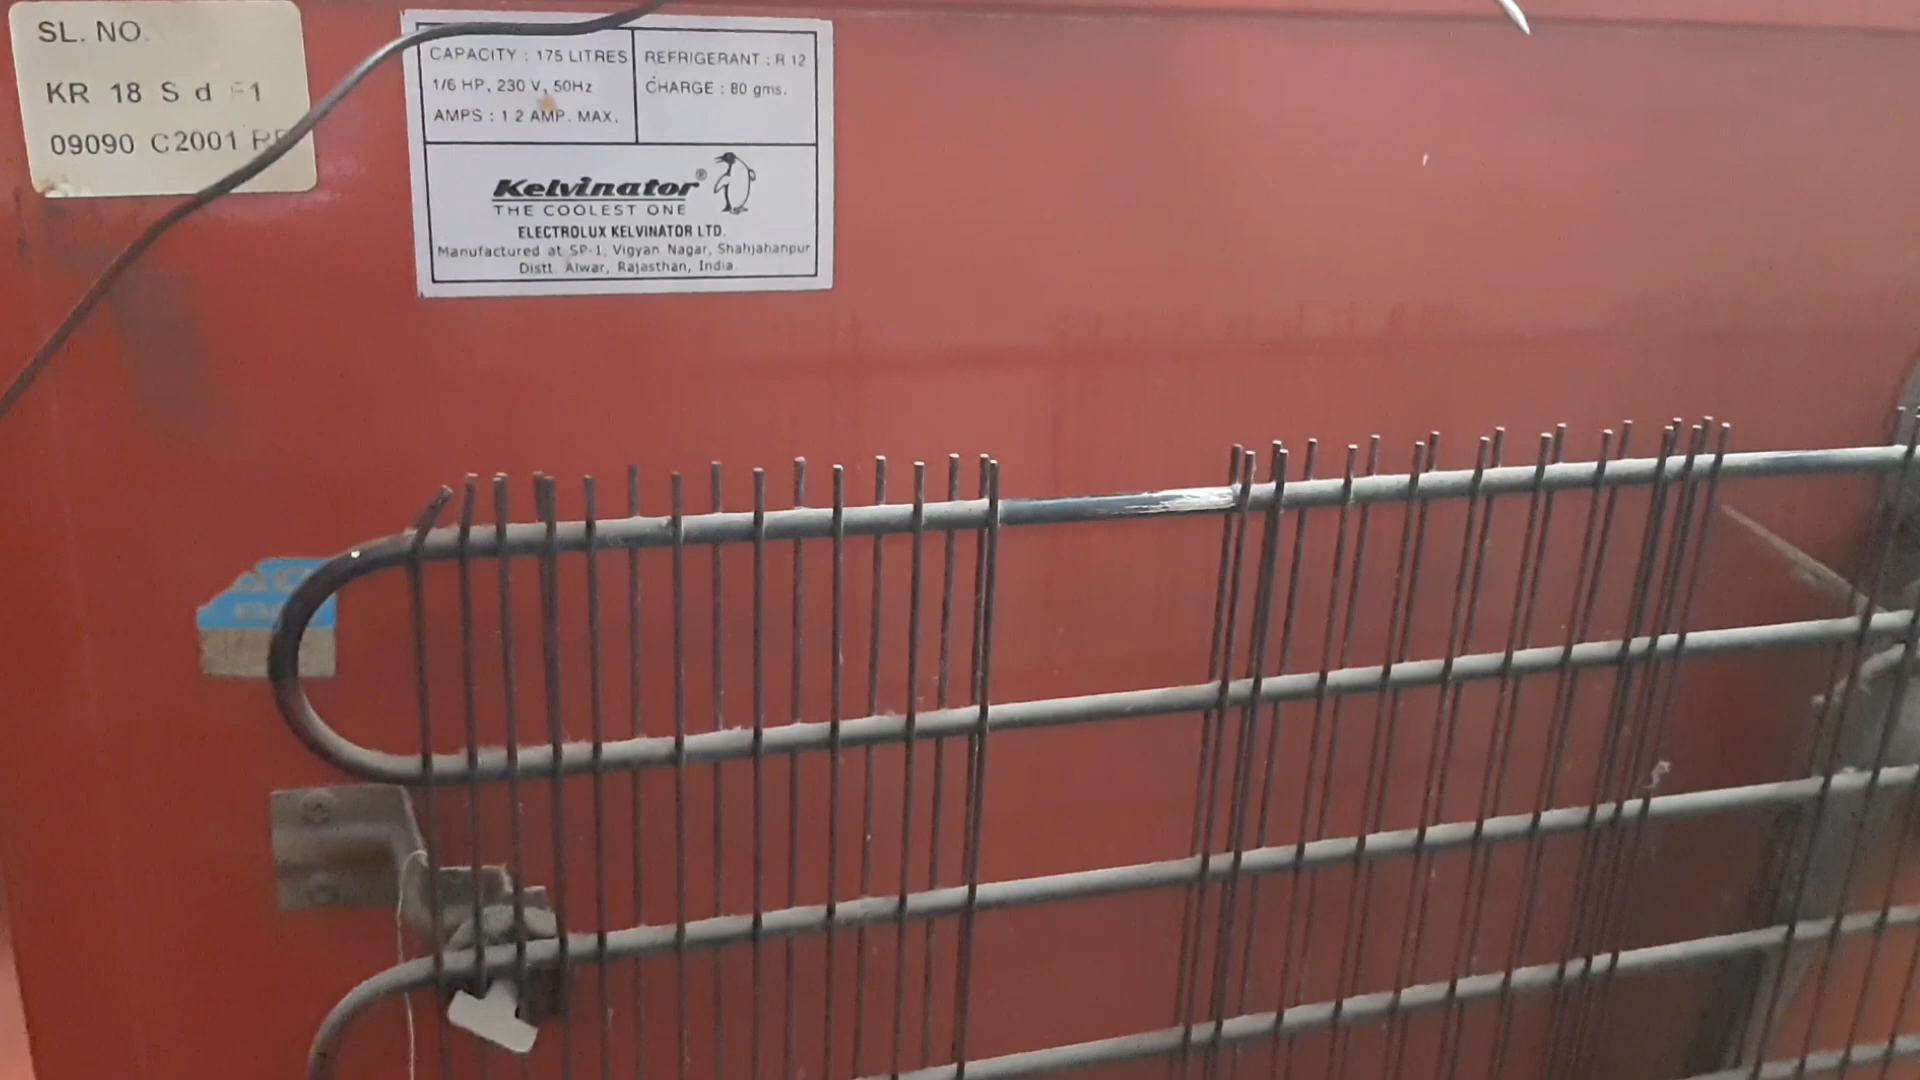 SL. NO.
KR 18 S d F1
09090 C2001
CAPACITY : 175 LITRES
1/6 HP, 230 V, 50Hz
AMPS : 1 2 AMP. MAX.
REFRIGERANT : R 12
CHARGE : 80 gms.
Kelvinator®
THE COOLEST ONE
ELECTROLUX KELVINATOR LTD.
Manufactured at SP-1, Vigyan Nagar, Shahjahanpur
Distt. Alwar, Rajasthan, India.